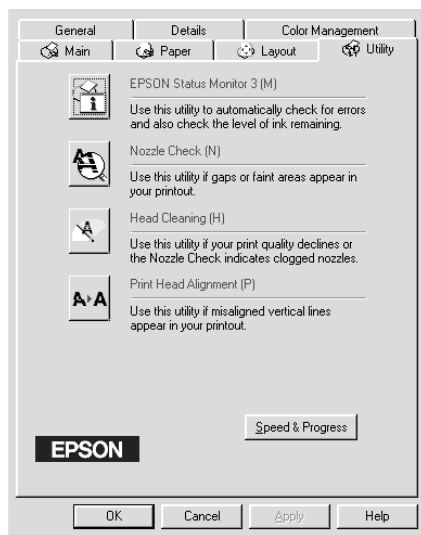 General Details Color Management
Main Paper Layout Utility
EPSON Status Monitor 3 (M)
Use this utility to automatically check for errors
and also check the level of ink remaining.
Nozzle Check (N)
Use this utility if gaps or faint areas appear in
your printout.
Head Cleaning (H)
Use this utility if your print quality declines or
the Nozzle Check indicates clogged nozzles.
Print Head Alignment (P)
A A
Use this utility if misaligned vertical lines
appear in your printout.
Speed & Progress
EPSON
OK Cancel Apply Help